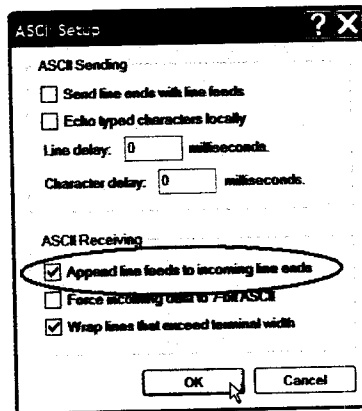 ASCII Setup
ASCII Sending
Send line ends with line feeds
Echo typed characters locally
Line delay: 0 milliseconds.
Character delay: 0 milliseconds.
ASCII Receiving
Append line feeds to incoming line ends
Force incoming data to 7-bit ASCII
Wrap lines that exceed terminal width
OK Cancel